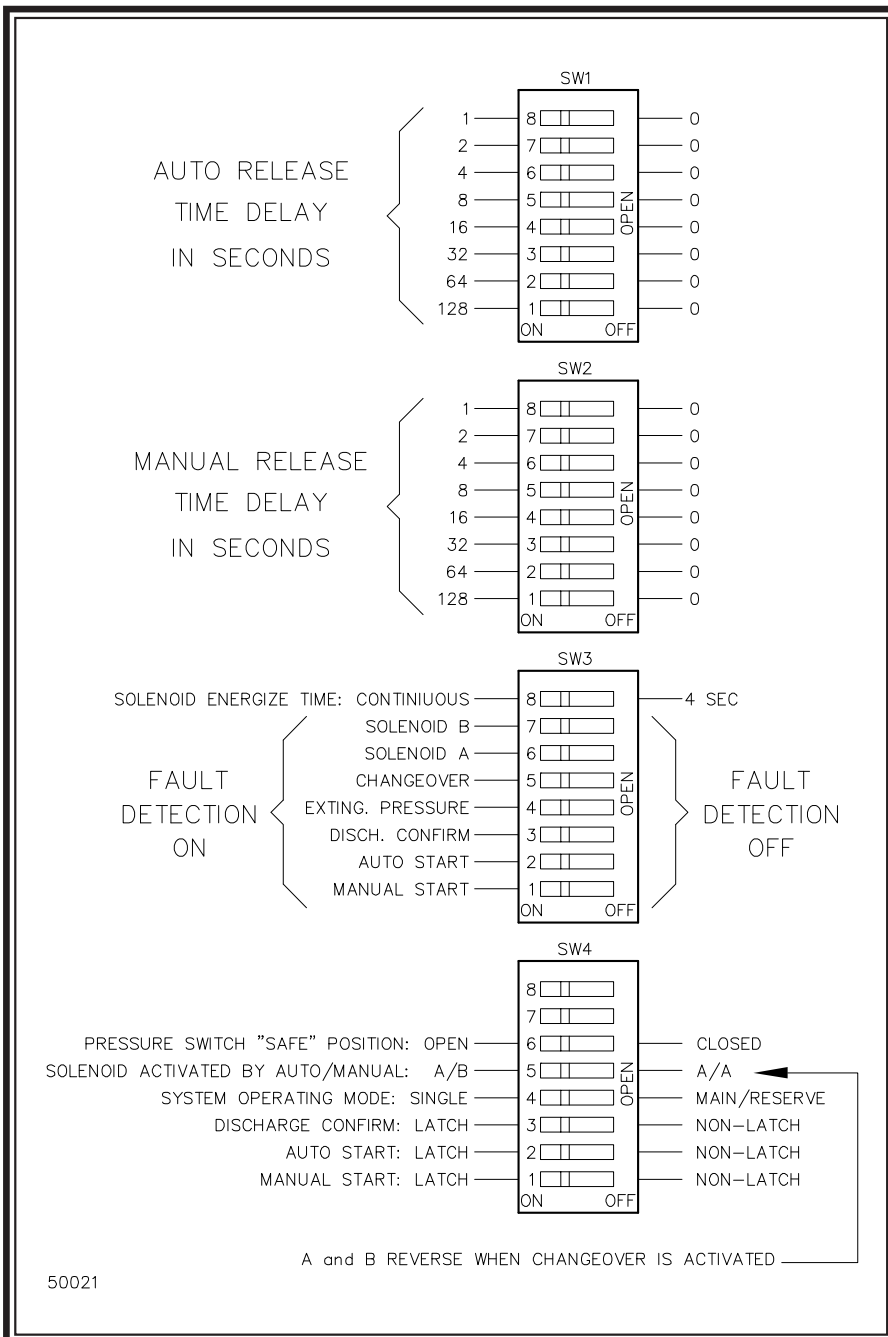 SW1
1 8 0
2 7 0
4 6 0
8 5 0
16 4 0
32 3 0
64 2 0
128 1 0
ON OFF
OPEN
AUTO RELEASE
TIME DELAY
IN SECONDS
SW2
1 8 0
2 7 0
4 6 0
8 5 0
16 4 0
32 3 0
64 2 0
128 1 0
ON OFF
OPEN
MANUAL RELEASE
TIME DELAY
IN SECONDS
SW3
SOLENOID ENERGIZE TIME: CONTINIUOUS 8 4 SEC
SOLENOID B 7
SOLENOID A 6
CHANGEOVER 5
EXTING. PRESSURE 4
DISCH. CONFIRM 3
AUTO START 2
MANUAL START 1
ON OFF
OPEN
FAULT
DETECTION
ON
FAULT
DETECTION
OFF
SW4
8
7
PRESSURE SWITCH "SAFE" POSITION: OPEN 6 CLOSED
SOLENOID ACTIVATED BY AUTO/MANUAL: A/B 5 A/A
SYSTEM OPERATING MODE: SINGLE 4 MAIN/RESERVE
DISCHARGE CONFIRM: LATCH 3 NON-LATCH
AUTO START: LATCH 2 NON-LATCH
MANUAL START: LATCH 1 NON-LATCH
ON OFF
OPEN
A and B REVERSE WHEN CHANGEOVER IS ACTIVATED
50021